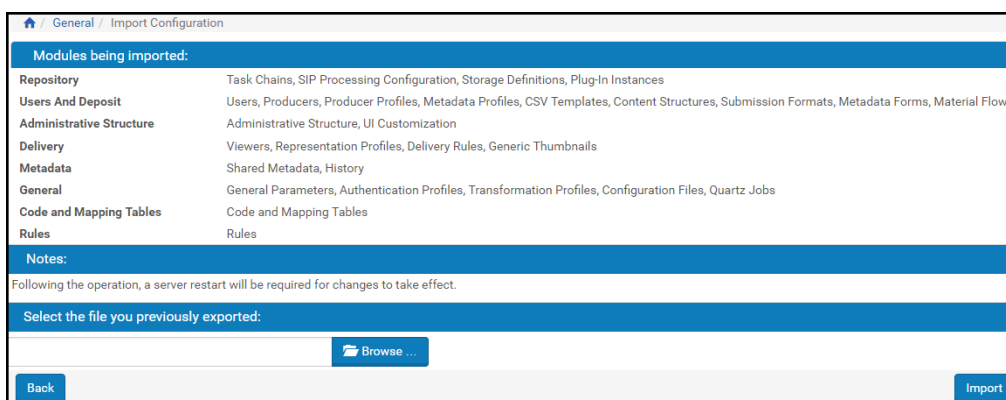 / General / Import Configuration
Modules being imported:
Repository Task Chains, SIP Processing Configuration, Storage Definitions, Plug-In Instances
Users And Deposit Users, Producers, Producer Profiles, Metadata Profiles, CSV Templates, Content Structures, Submission Formats, Metadata Forms, Material Flow
Administrative Structure Administrative Structure, UI Customization
Delivery Viewers, Representation Profiles, Delivery Rules, Generic Thumbnails
Metadata Shared Metadata, History
General General Parameters, Authentication Profiles, Transformation Profiles, Configuration Files, Quartz Jobs
Code and Mapping Tables Code and Mapping Tables
Rules Rules
Notes:
Following the operation, a server restart will be required for changes to take effect.
Select the file you previously exported:
Browse ...
Back Import